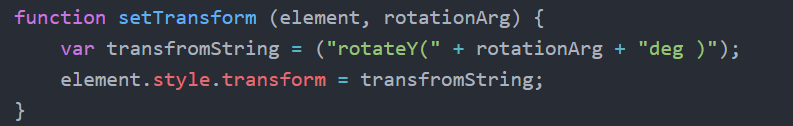 function setTransform (element, rotationArg) {
    var transfromString = ("rotateY(" + rotationArg + "deg )");
    element.style.transform = transfromString;
}